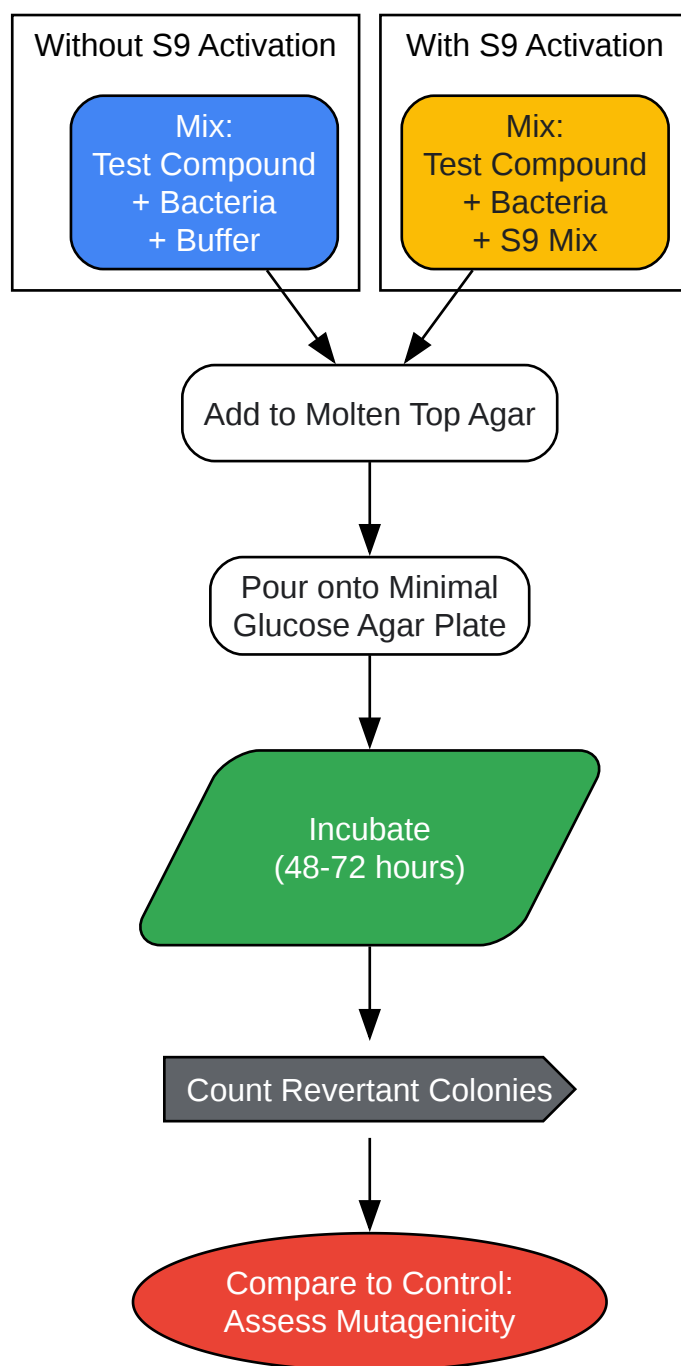 Without S9 Activation
Mix:
Test Compound
+ Bacteria
+ Buffer
With S9 Activation
Mix:
Test Compound
+ Bacteria
+ S9 Mix
Add to Molten Top Agar
Pour onto Minimal
Glucose Agar Plate
Incubate
(48-72 hours)
Count Revertant Colonies
Compare to Control:
Assess Mutagenicity